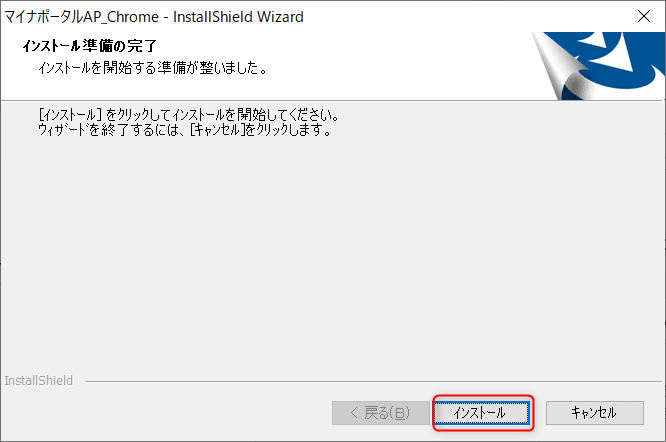 マイナポータルAP_Chrome - InstallShield Wizard
インストール準備の完了
インストールを開始する準備が整いました。
[インストール] をクリックしてインストールを開始してください。
ウィザードを終了するには、[キャンセル]をクリックします。
InstallShield
< 戻る(B)
インストール
キャンセル